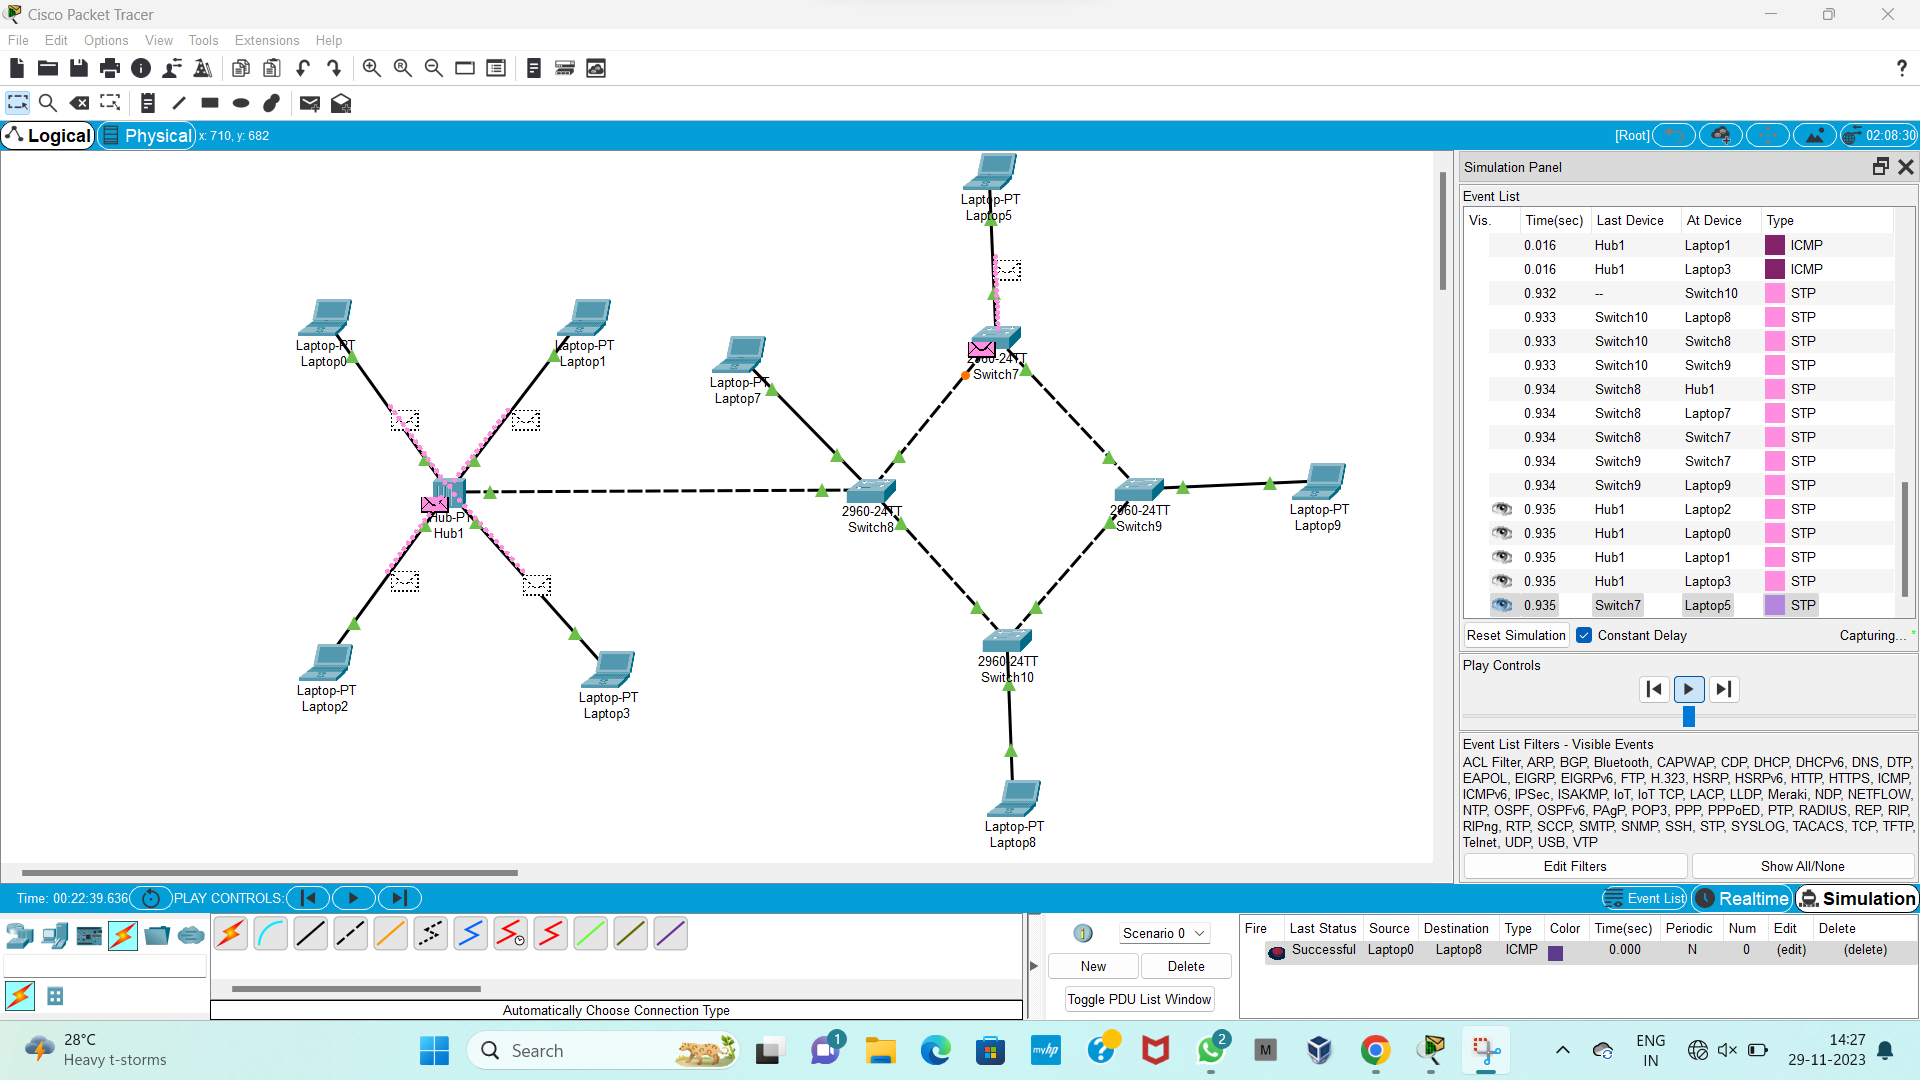 Cisco Packet Tracer
File Edit Options View Tools Extensions Help
Logical Physical x: 710, y: 682 [Root] 02:08:30
Laptop-PT
Laptop5
Laptop-PT
Laptop0
Laptop-PT
Laptop1
Laptop-PT
Laptop7
2960-24TT
Switch7
Hub-PT
Hub1
2960-24TT
Switch8
2960-24TT
Switch9
Laptop-PT
Laptop9
2960-24TT
Switch10
Laptop-PT
Laptop2
Laptop-PT
Laptop3
Laptop-PT
Laptop8
Simulation Panel
Event List
Vis. Time(sec) Last Device At Device Type
0.016 Hub1 Laptop1 ICMP
0.016 Hub1 Laptop3 ICMP
0.932 -- Switch10 STP
0.933 Switch10 Laptop8 STP
0.933 Switch10 Switch8 STP
0.933 Switch10 Switch9 STP
0.934 Switch8 Hub1 STP
0.934 Switch8 Laptop7 STP
0.934 Switch8 Switch7 STP
0.934 Switch9 Switch7 STP
0.934 Switch9 Laptop9 STP
0.935 Hub1 Laptop2 STP
0.935 Hub1 Laptop0 STP
0.935 Hub1 Laptop1 STP
0.935 Hub1 Laptop3 STP
0.935 Switch7 Laptop5 STP
Reset Simulation Constant Delay Capturing...
Play Controls
Event List Filters - Visible Events
ACL Filter, ARP, BGP, Bluetooth, CAPWAP, CDP, DHCP, DHCPv6, DNS, DTP,
EAPOL, EIGRP, EIGRPv6, FTP, H.323, HSRP, HSRPv6, HTTP, HTTPS, ICMP,
ICMPv6, IPSec, ISAKMP, IoT, IoT TCP, LACP, LLDP, Meraki, NDP, NETFLOW,
NTP, OSPF, OSPFv6, PAgP, POP3, PPP, PPPoED, PTP, RADIUS, REP, RIP,
RIPng, RTP, SCCP, SMTP, SNMP, SSH, STP, SYSLOG, TACACS, TCP, TFTP,
Telnet, UDP, USB, VTP
Edit Filters Show All/None
Time: 00:22:39.636 PLAY CONTROLS: Event List Realtime Simulation
Automatically Choose Connection Type
Scenario 0
New Delete
Toggle PDU List Window
Fire Last Status Source Destination Type Color Time(sec) Periodic Num Edit Delete
Successful Laptop0 Laptop8 ICMP 0.000 N 0 (edit) (delete)
28°C
Heavy t-storms
Search
1
myhp
2
M
ENG
IN
14:27
29-11-2023